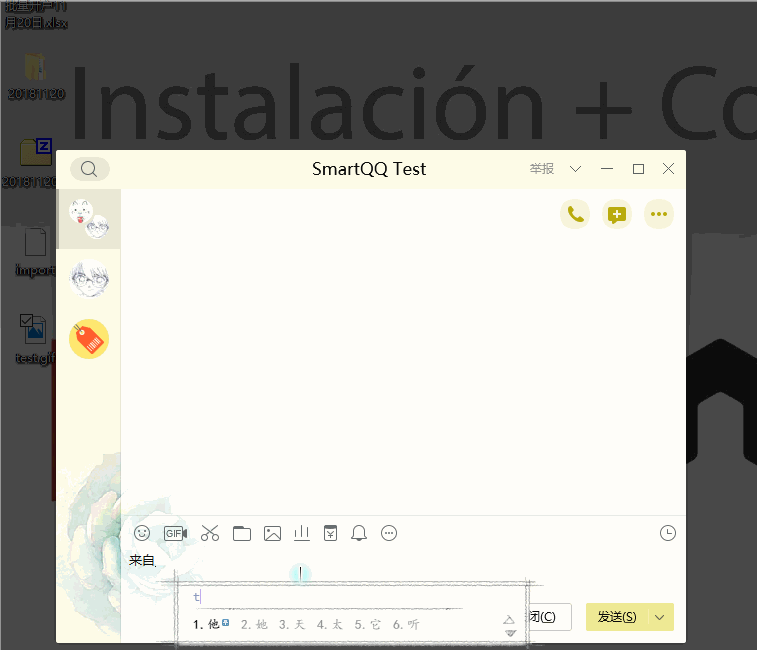 批量开户11
月20日.xlsx
20181120
Instalación + Co
20181120
import
test.gif
SmartQQ Test
举报
GIF
来自
t
1.他 2.她 3.天 4.太 5.它 6.听
闭(C)
发送(S)